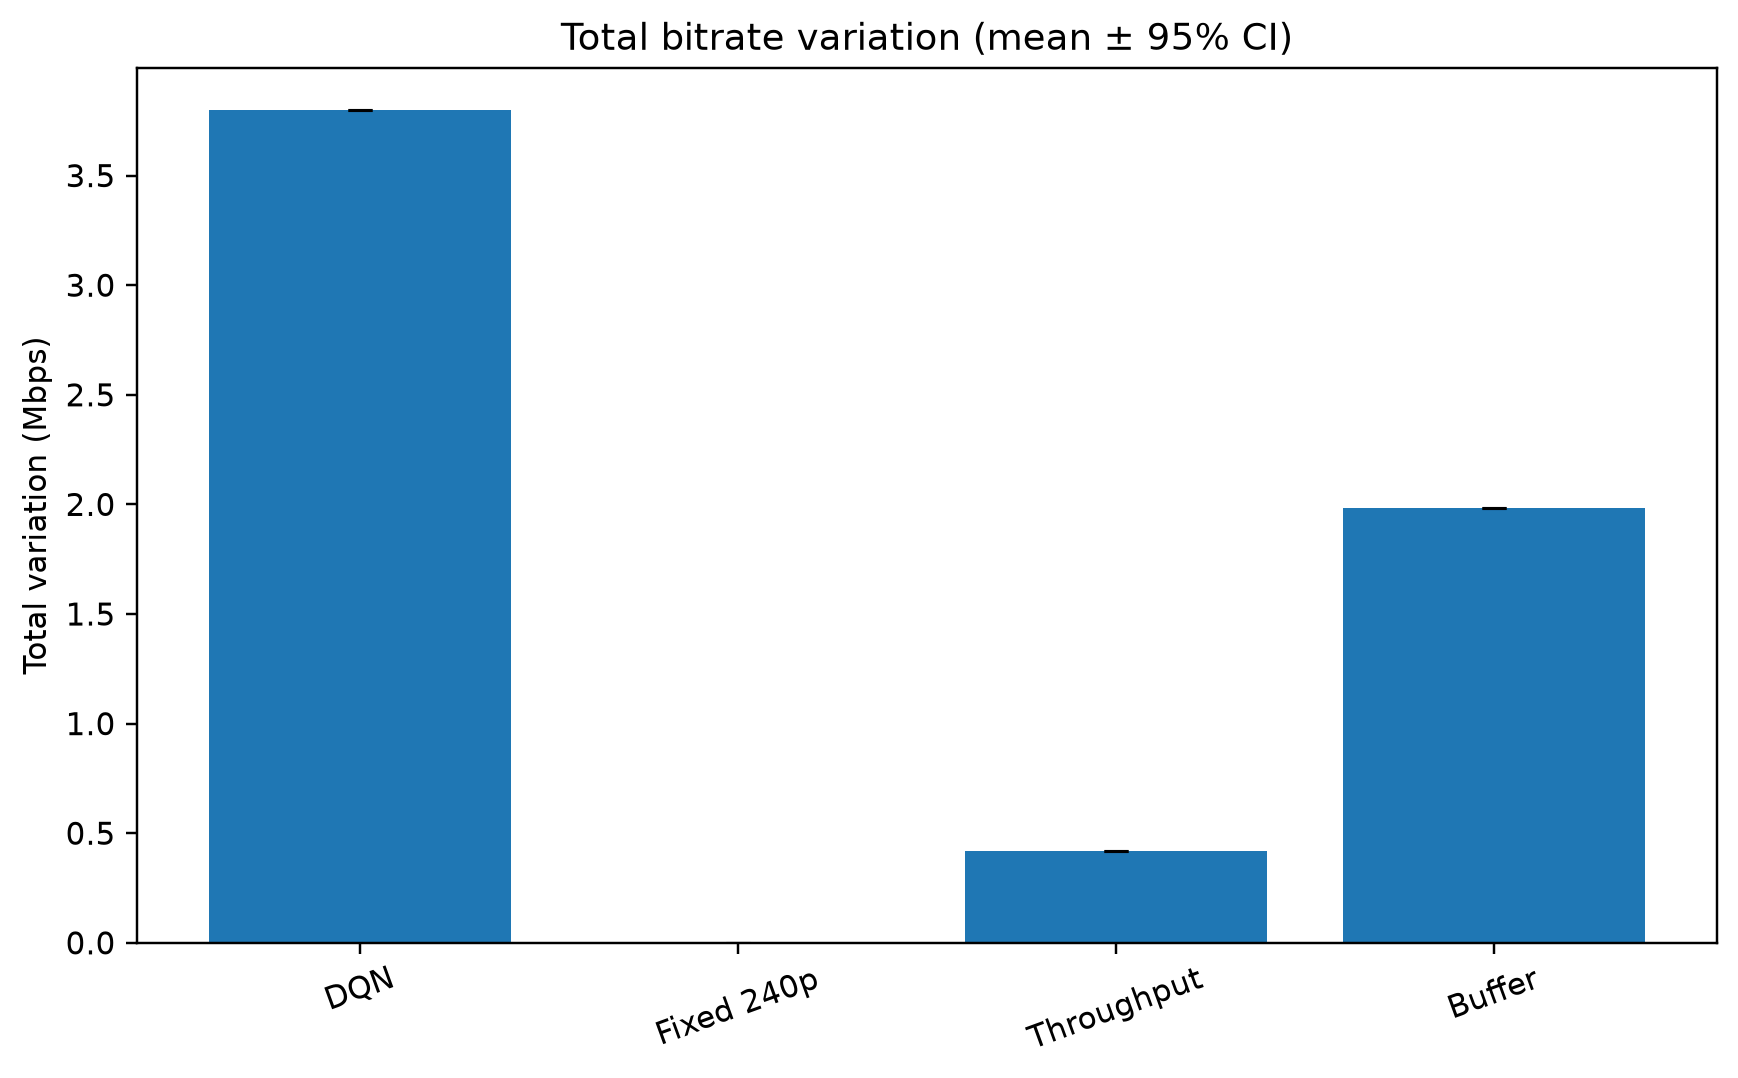 Total bitrate variation (mean ± 95% CI)
Total variation (Mbps)
3.5
3.0
2.5
2.0
1.5
1.0
0.5
0.0
DQN
Fixed 240p
Throughput
Buffer